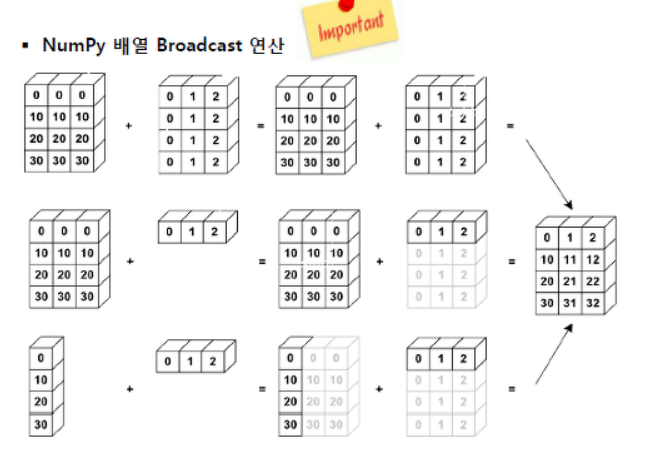 Important
▪ NumPy 배열 Broadcast 연산
0 0 0 0 1 2 0 0 0 0 1 2
10 10 10 0 1 2 10 10 10 0 1 2
+ = + =
20 20 20 0 1 2 20 20 20 0 1 2
30 30 30 0 1 2 30 30 30 0 1 2
0 0 0 0 1 2 0 0 0 0 1 2 0 1 2
10 10 10 10 10 10 0 1 2 10 11 12
+ = + =
20 20 20 20 20 20 0 1 2 20 21 22
30 30 30 30 30 30 0 1 2 30 31 32
0 0 1 2 0 0 0 0 1 2
10 10 10 10 0 1 2
+ = + =
20 20 20 20 0 1 2
30 30 30 30 0 1 2